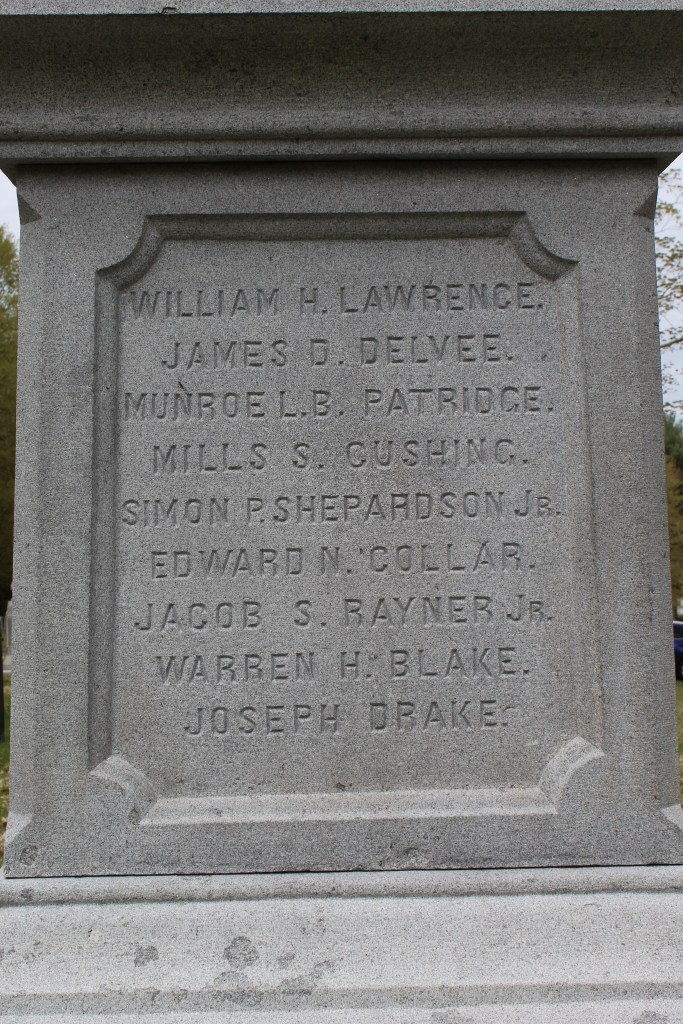 WILLIAM H. LAWRENCE.
JAMES D. DELVEE.
MUNROE L.B. PATRIDGE.
MILLS S. CUSHING.
SIMON P. SHEPARDSON JR.
EDWARD N. COLLAR.
JACOB S. RAYNER JR.
WARREN H. BLAKE.
JOSEPH DRAKE.